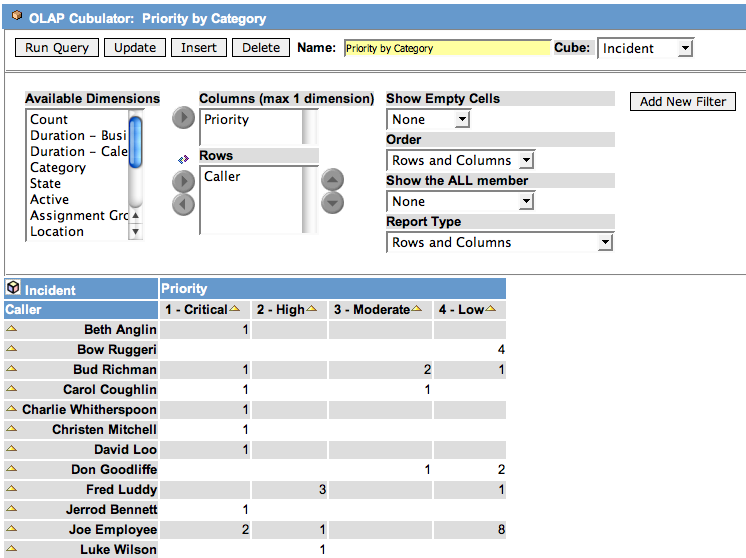 OLAP Cubulator: Priority by Category
Run Query Update Insert Delete Name: Priority by Category Cube: Incident
Available Dimensions
Count
Duration - Busi
Duration - Cale
Category
State
Active
Assignment Grc
Location
Columns (max 1 dimension)
Priority
Rows
Caller
Show Empty Cells
None
Order
Rows and Columns
Show the ALL member
None
Report Type
Rows and Columns
Add New Filter
Incident Priority
Caller 1 - Critical 2 - High 3 - Moderate 4 - Low
Beth Anglin 1
Bow Ruggeri 4
Bud Richman 1 2 1
Carol Coughlin 1 1
Charlie Whitherspoon 1
Christen Mitchell 1
David Loo 1
Don Goodliffe 1 2
Fred Luddy 3 1
Jerrod Bennett 1
Joe Employee 2 1 8
Luke Wilson 1